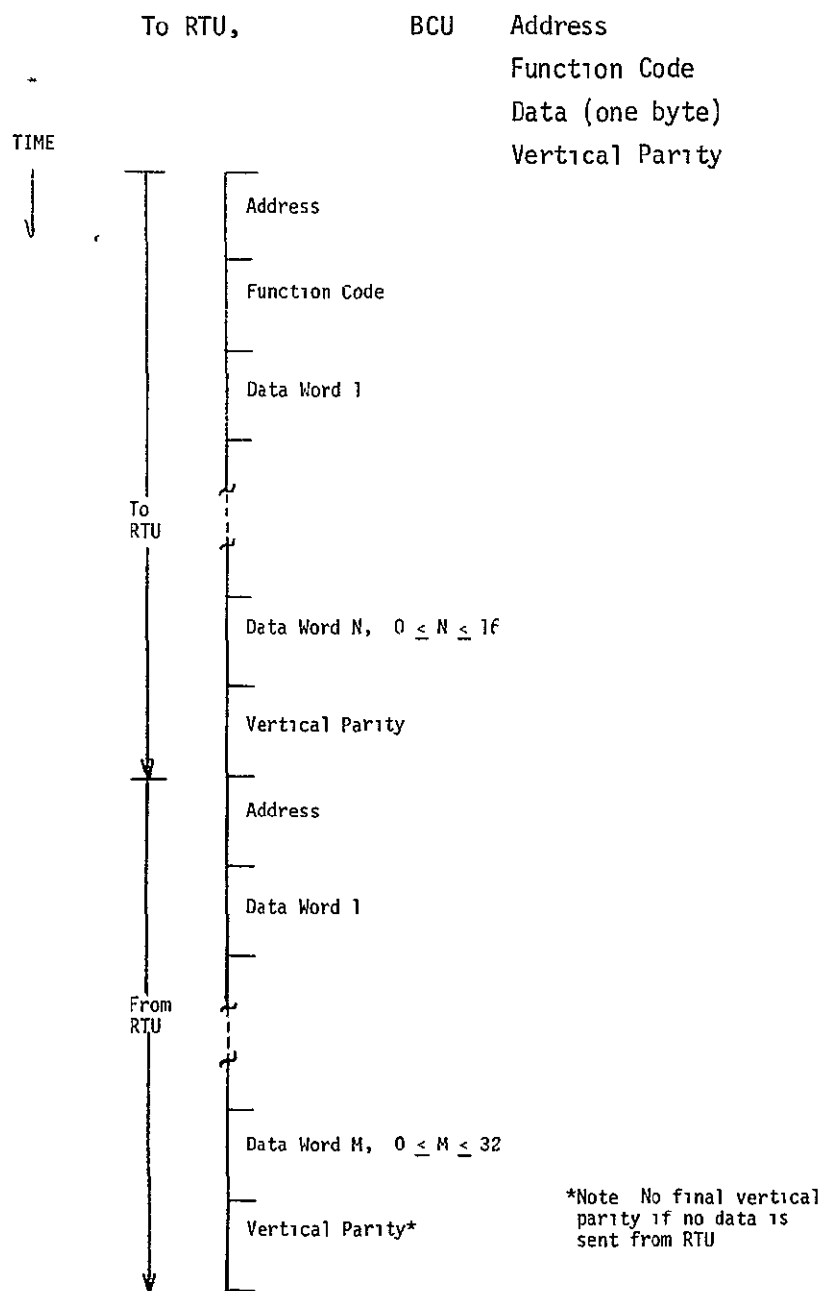 To RTU, BCU Address
Function Code
Data (one byte)
Vertical Parity
TIME
Address
Function Code
Data Word 1
To
RTU
Data Word N, 0 ≤ N ≤ 16
Vertical Parity
Address
Data Word 1
From
RTU
Data Word M, 0 ≤ M ≤ 32
Vertical Parity*
*Note No final vertical
parity if no data is
sent from RTU